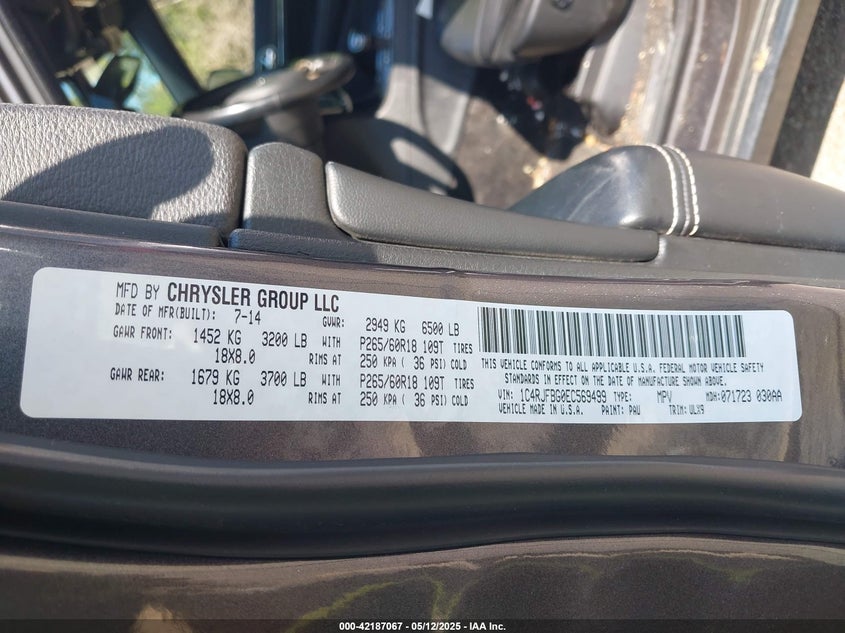 MFD BY CHRYSLER GROUP LLC
DATE OF MFR(BUILT): 7-14 GVWR: 2949 KG 6500 LB
GAWR FRONT: 1452 KG 3200 LB WITH P265/60R18 109T TIRES
18X8.0 RIMS AT 250 KPA ( 36 PSI) COLD
GAWR REAR: 1679 KG 3700 LB WITH P265/60R18 109T TIRES
18X8.0 RIMS AT 250 KPA ( 36 PSI) COLD
THIS VEHICLE CONFORMS TO ALL APPLICABLE U.S.A. FEDERAL MOTOR VEHICLE SAFETY
STANDARDS IN EFFECT ON THE DATE OF MANUFACTURE SHOWN ABOVE.
VIN: 1C4RJFBG0EC569499 TYPE: MPV MDH: 071723 030AA
VEHICLE MADE IN U.S.A. PAINT: PAU TRIM: ULX9
000-42187067 - 05/12/2025 - IAA Inc.